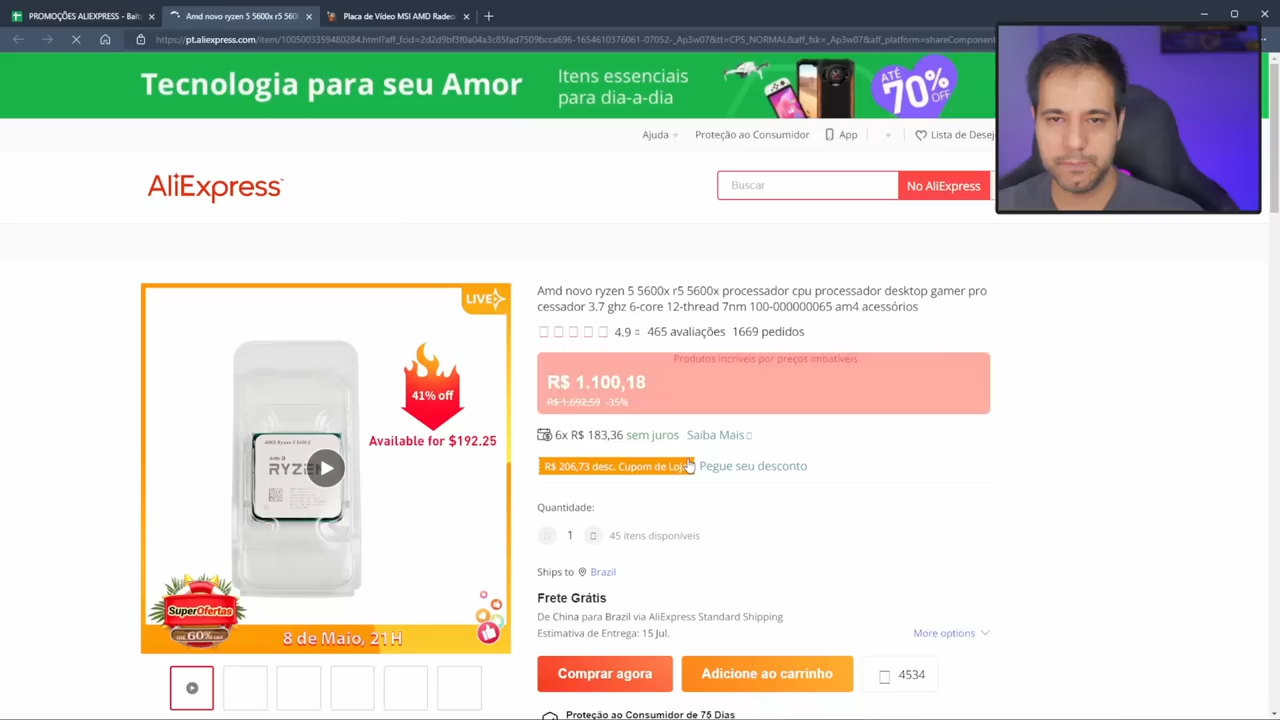 PROMOÇÕES ALIEXPRESS - Balta
Amd novo ryzen 5 5600x r5 560
Placa de Vídeo MSI AMD Radeo
https://pt.aliexpress.com/item/1005003359480284.html?aff_fcid=2d2d9bf3f0a04a3c85fad7509bcca696-1654610376061-07052-_Ap3w07&tt=CPS_NORMAL&aff_fsk=_Ap3w07&aff_platform=shareComponent
Tecnologia para seu Amor
Itens essenciais
para dia-a-dia
ATÉ
70%
OFF
Ajuda
Proteção ao Consumidor
App
Lista de Desej
AliExpress
Buscar
No AliExpress
LIVE
41% off
Available for $192.25
AMD Ryzen 5 5600X
AMD
RYZEN
SuperOfertas
60%
8 de Maio, 21H
Amd novo ryzen 5 5600x r5 5600x processador cpu processador desktop gamer pro
cessador 3.7 ghz 6-core 12-thread 7nm 100-000000065 am4 acessórios
4.9
465 avaliações
1669 pedidos
Produtos incríveis por preços imbatíveis.
R$ 1.100,18
R$ 1.692,59 -35%
6x R$ 183,36 sem juros Saiba Mais
R$ 206,73 desc. Cupom de Loja
Pegue seu desconto
Quantidade:
1
45 itens disponíveis
Ships to
Brazil
Frete Grátis
De China para Brazil via AliExpress Standard Shipping
Estimativa de Entrega: 15 Jul.
More options
Comprar agora
Adicione ao carrinho
4534
Proteção ao Consumidor de 75 Dias